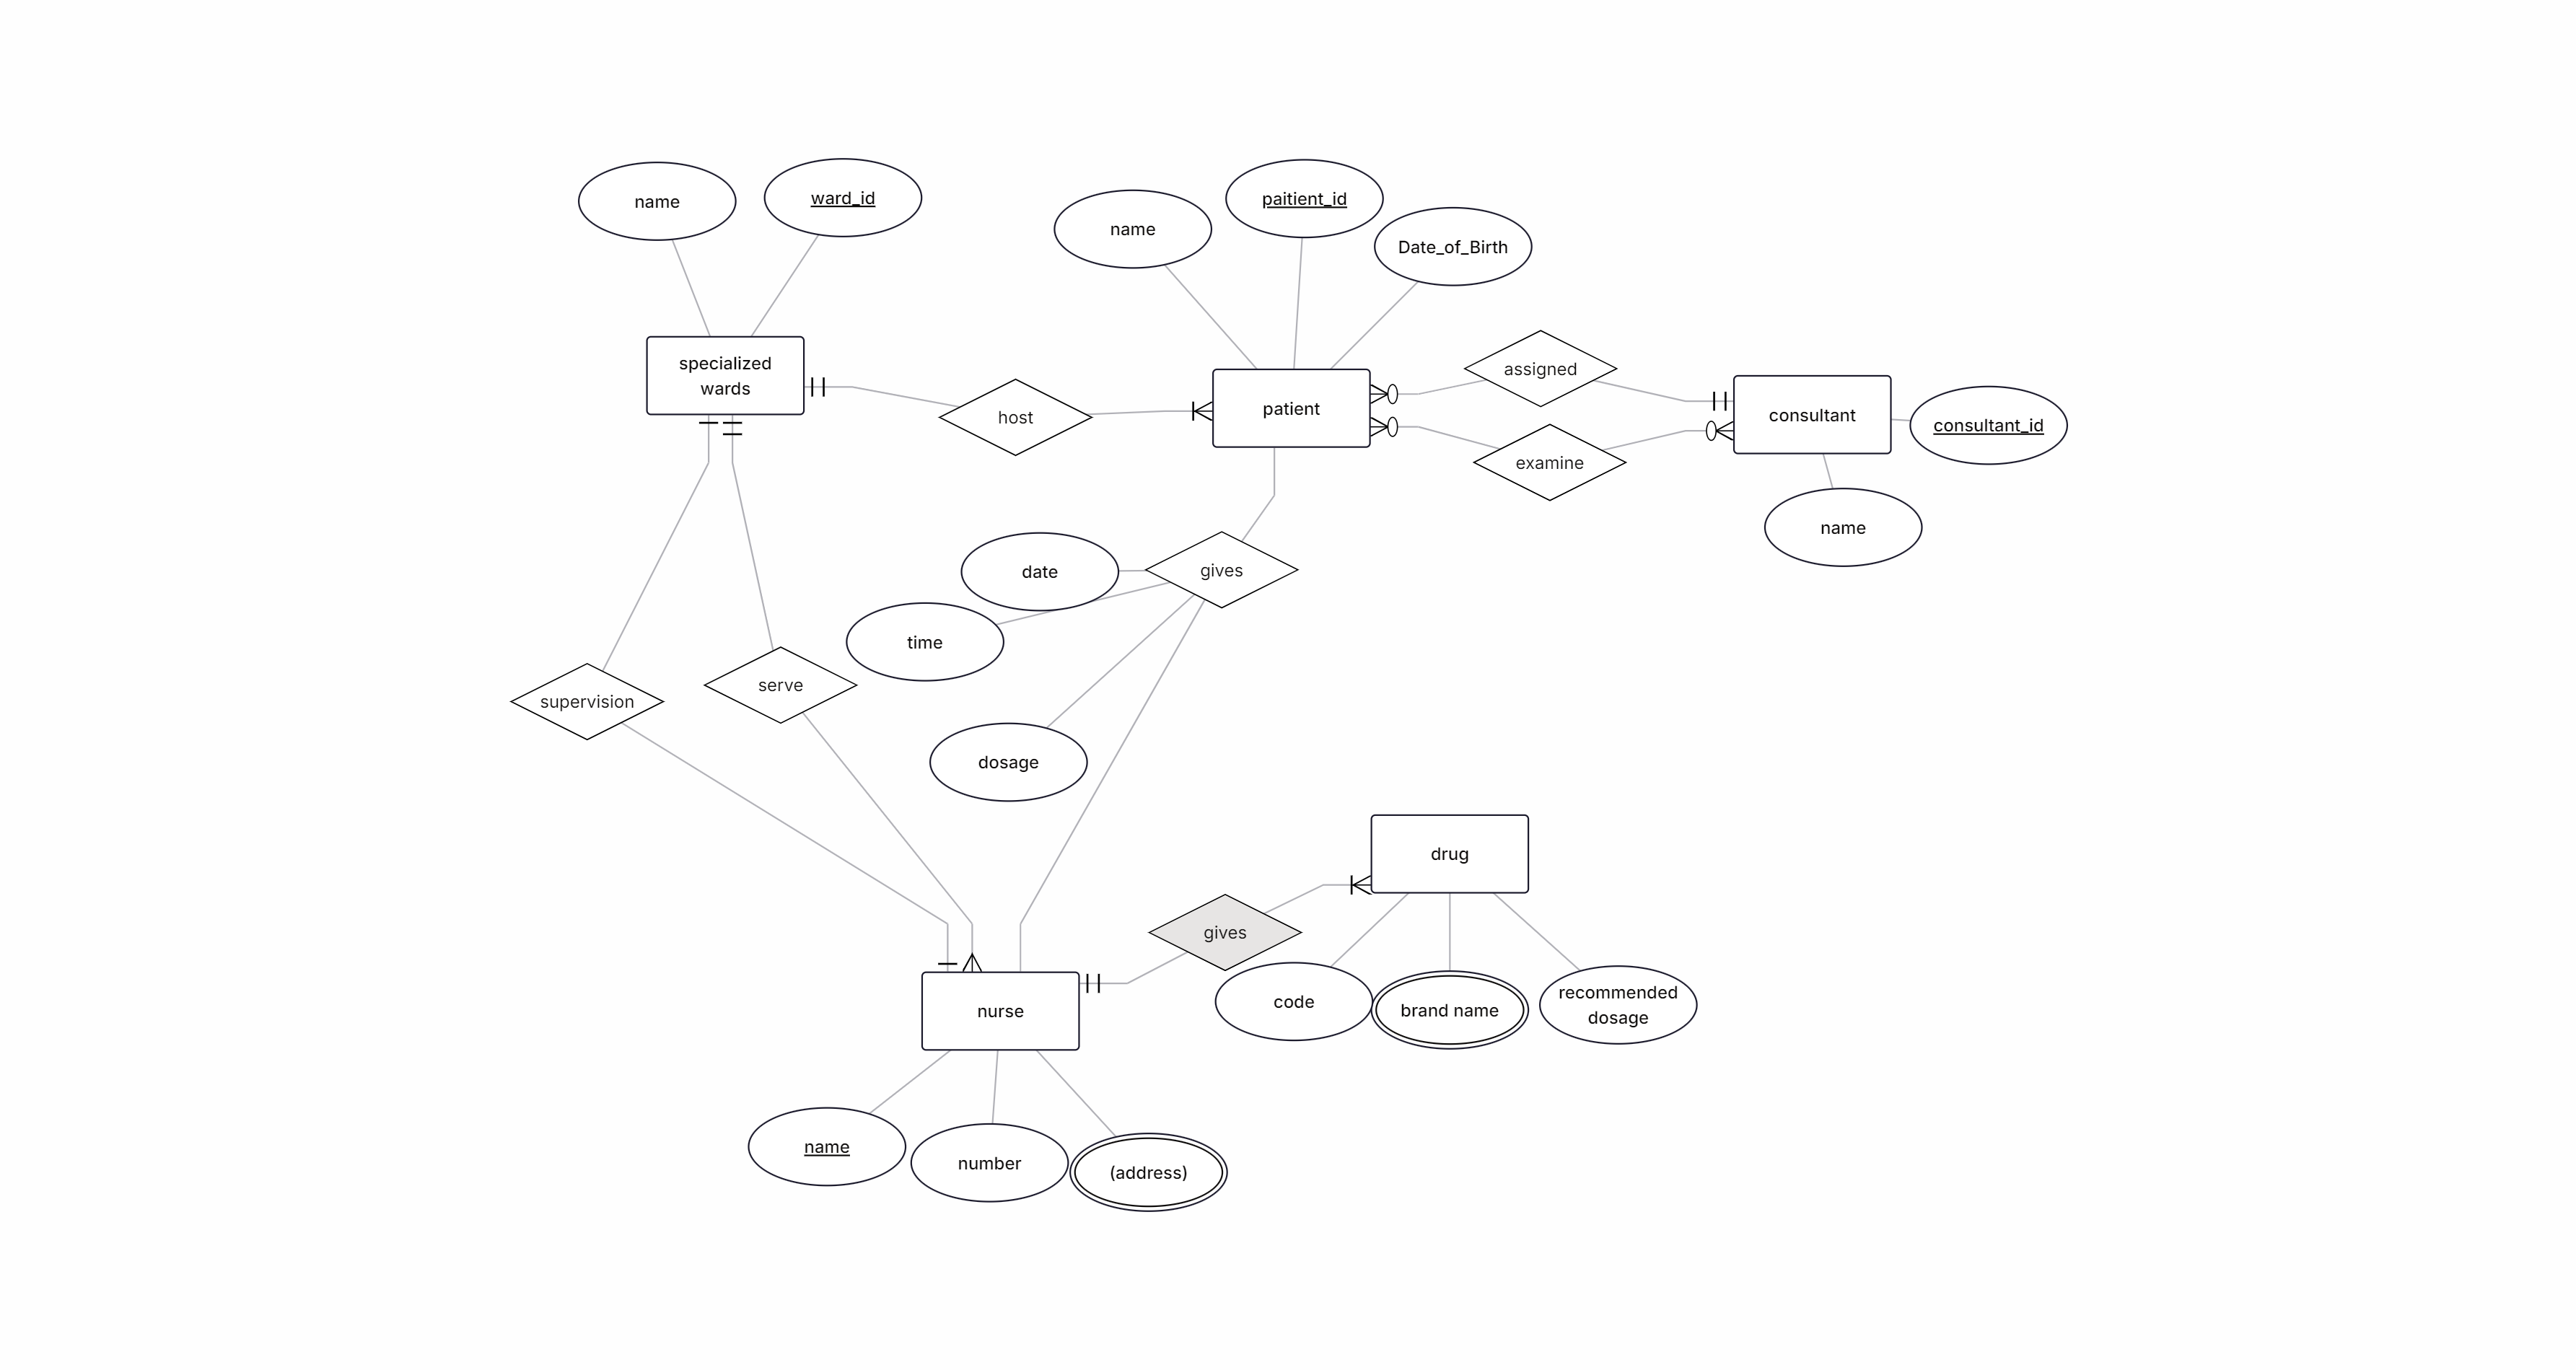 name
ward_id
name
paitient_id
Date_of_Birth
specialized
wards
host
patient
assigned
consultant
consultant_id
examine
name
date
gives
time
supervision
serve
dosage
drug
gives
nurse
code
brand name
recommended
dosage
name
number
(address)